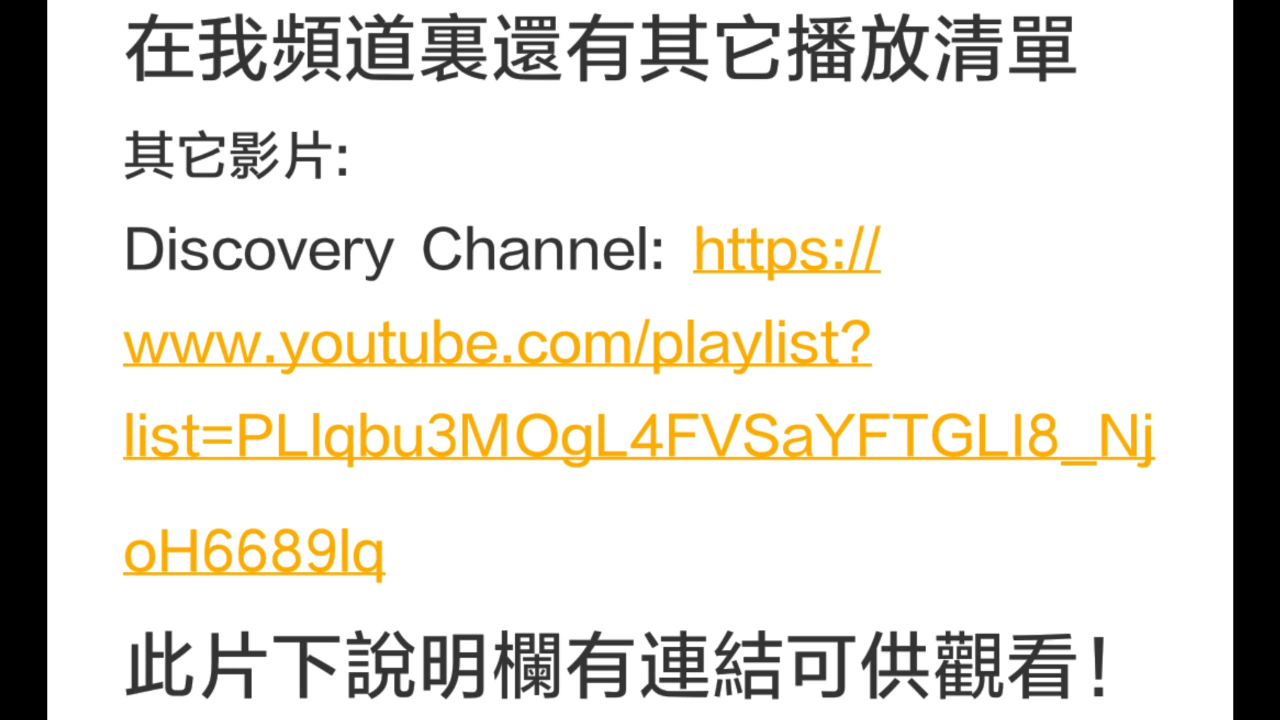 在我頻道裏還有其它播放清單
其它影片:
Discovery Channel: https://
www.youtube.com/playlist?
list=PLlqbu3MOgL4FVSaYFTGLI8_Nj
oH6689lq
此片下說明欄有連結可供觀看！